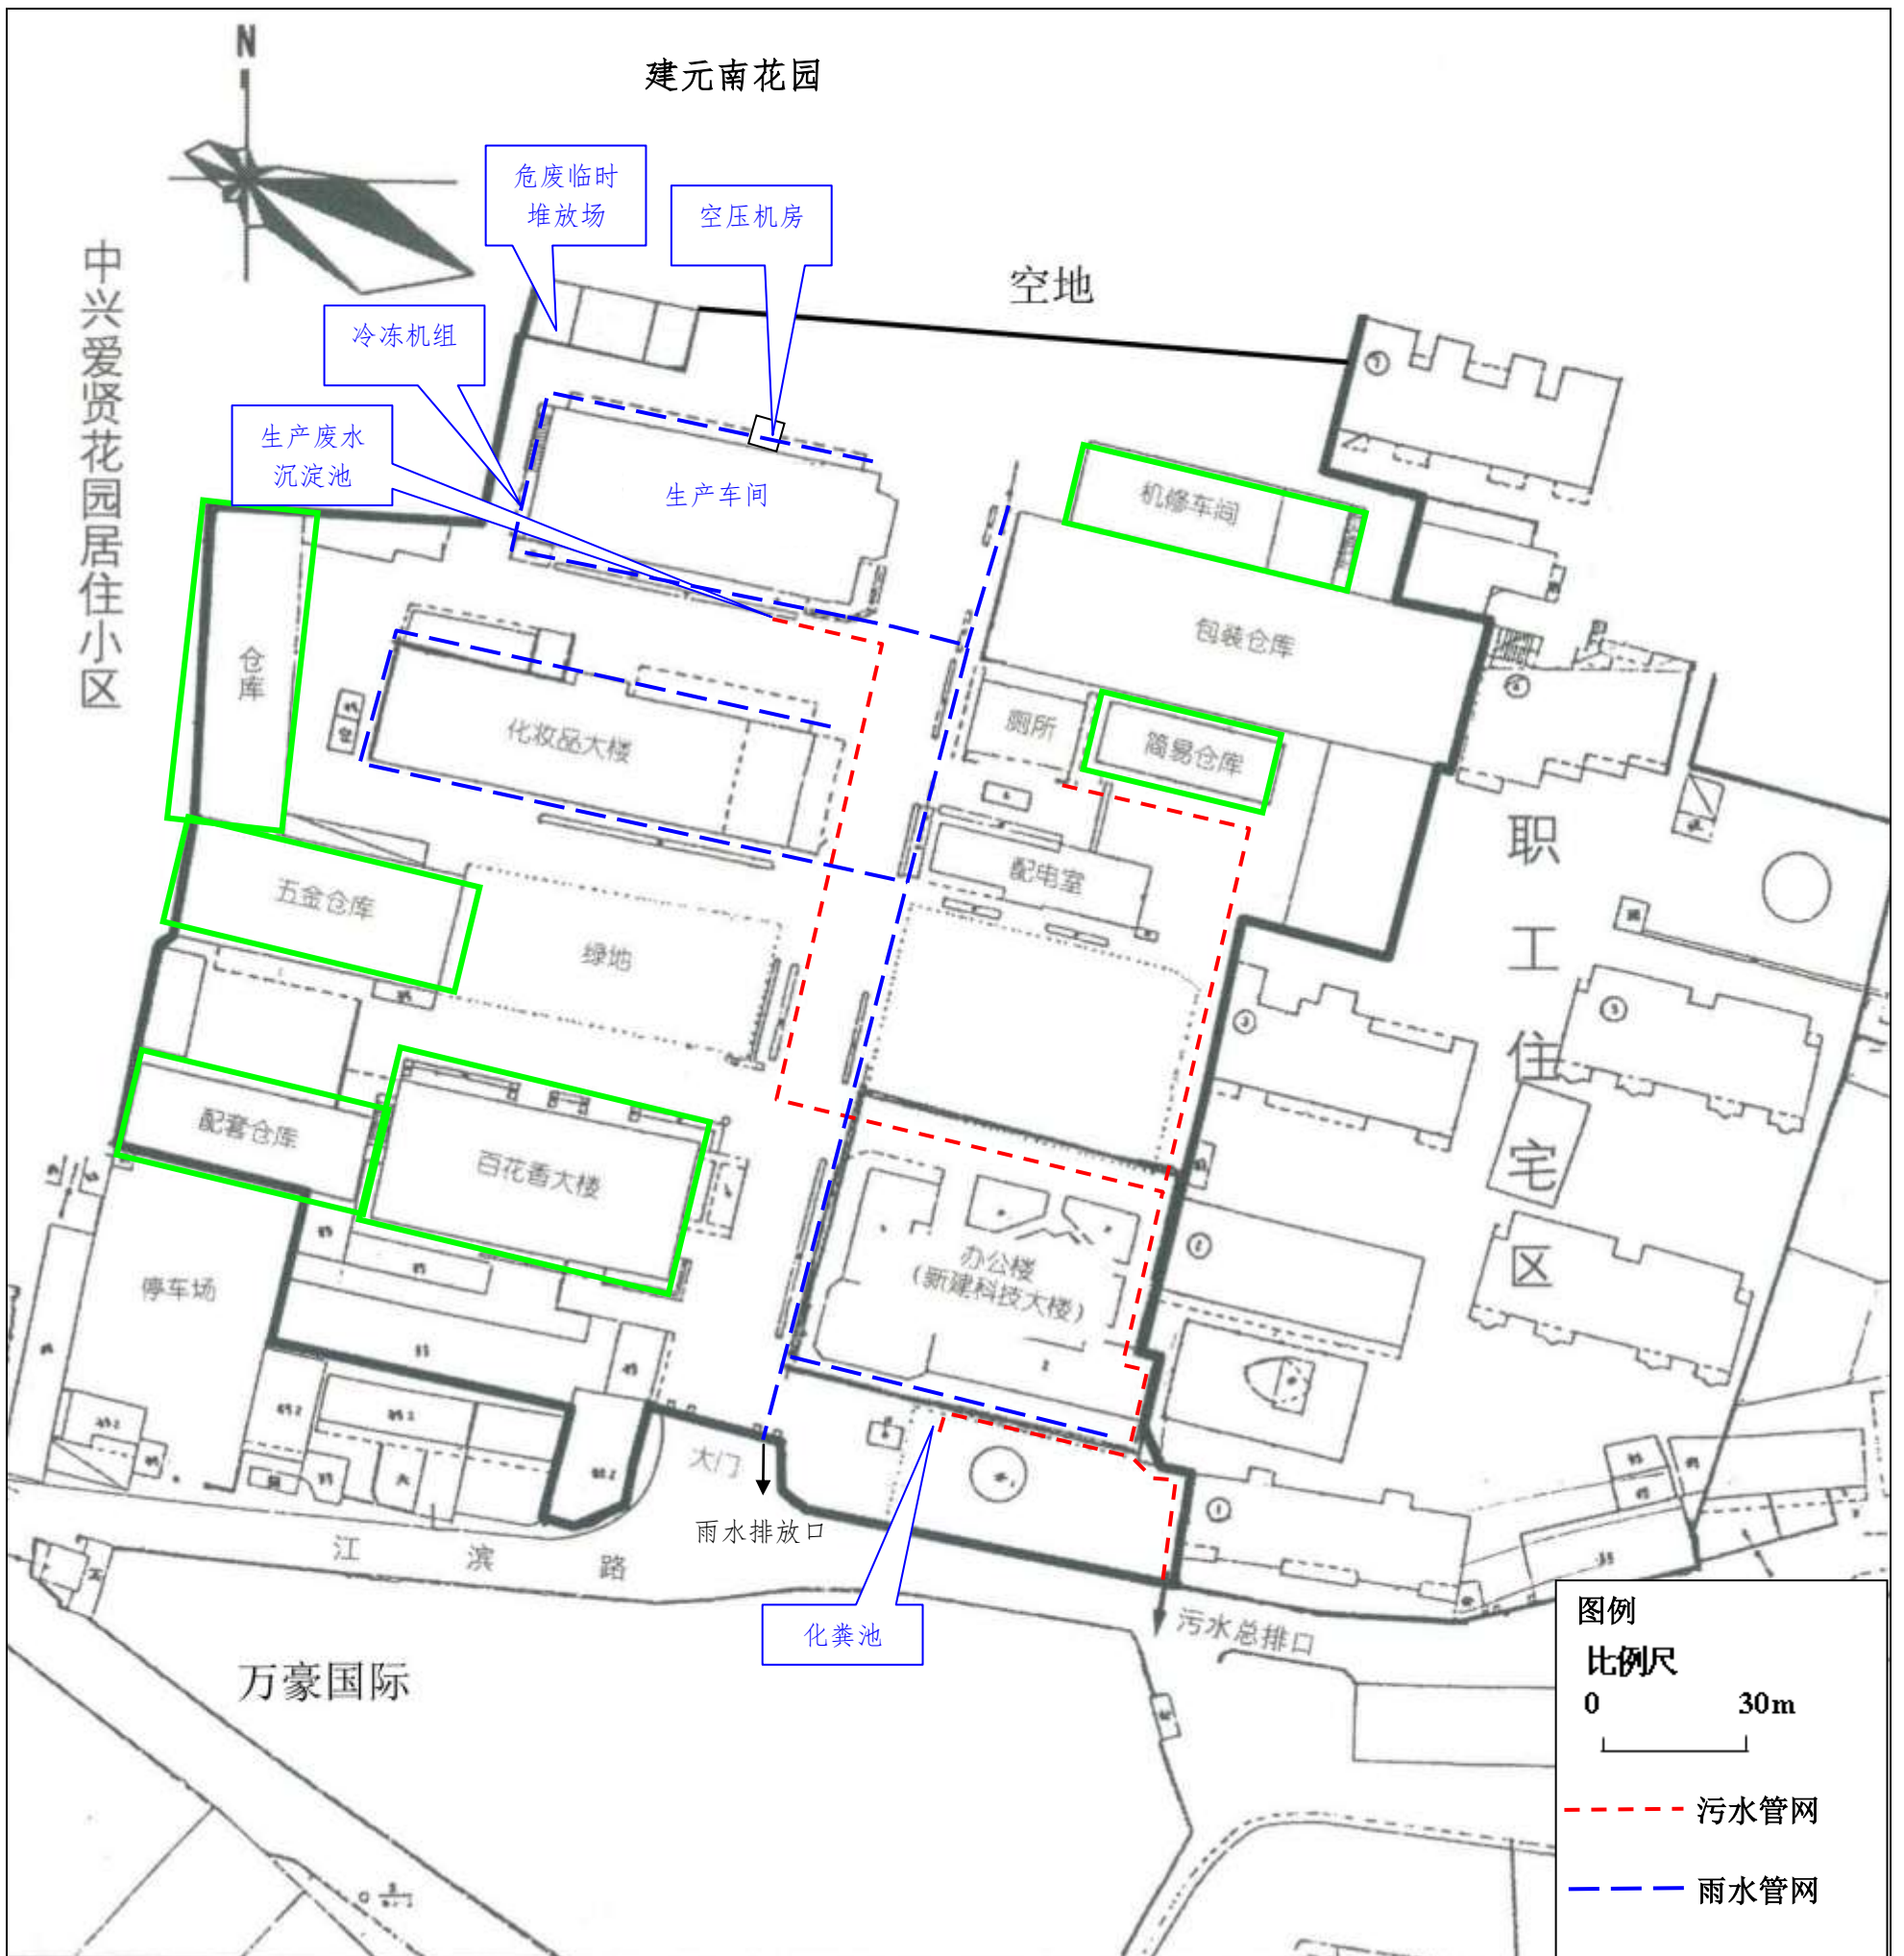 N
建元南花园
危废临时
堆放场
空压机房
空地
中兴爱贤花园居住小区
冷冻机组
生产废水
沉淀池
生产车间
机修车间
包装仓库
仓库
厕所
简易仓库
化妆品大楼
配电室
五金仓库
绿地
职工住宅区
配套仓库
百花香大楼
办公楼
(新建科技大楼)
停车场
大门
雨水排放口
江滨路
化粪池
污水总排口
万豪国际
图例
比例尺
0 30m
污水管网
雨水管网